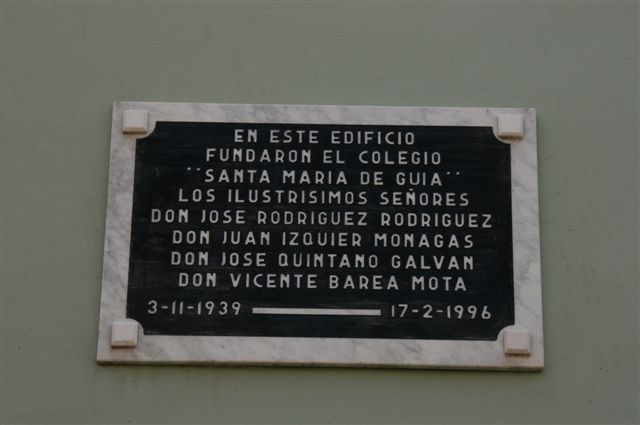 EN ESTE EDIFICIO
FUNDARON EL COLEGIO
´´SANTA MARIA DE GUIA´´
LOS ILUSTRISIMOS SEÑORES
DON JOSE RODRIGUEZ RODRIGUEZ
DON JUAN IZQUIER MONAGAS
DON JOSE QUINTANO GALVAN
DON VICENTE BAREA MOTA
3-11-1939 ——— 17-2-1996